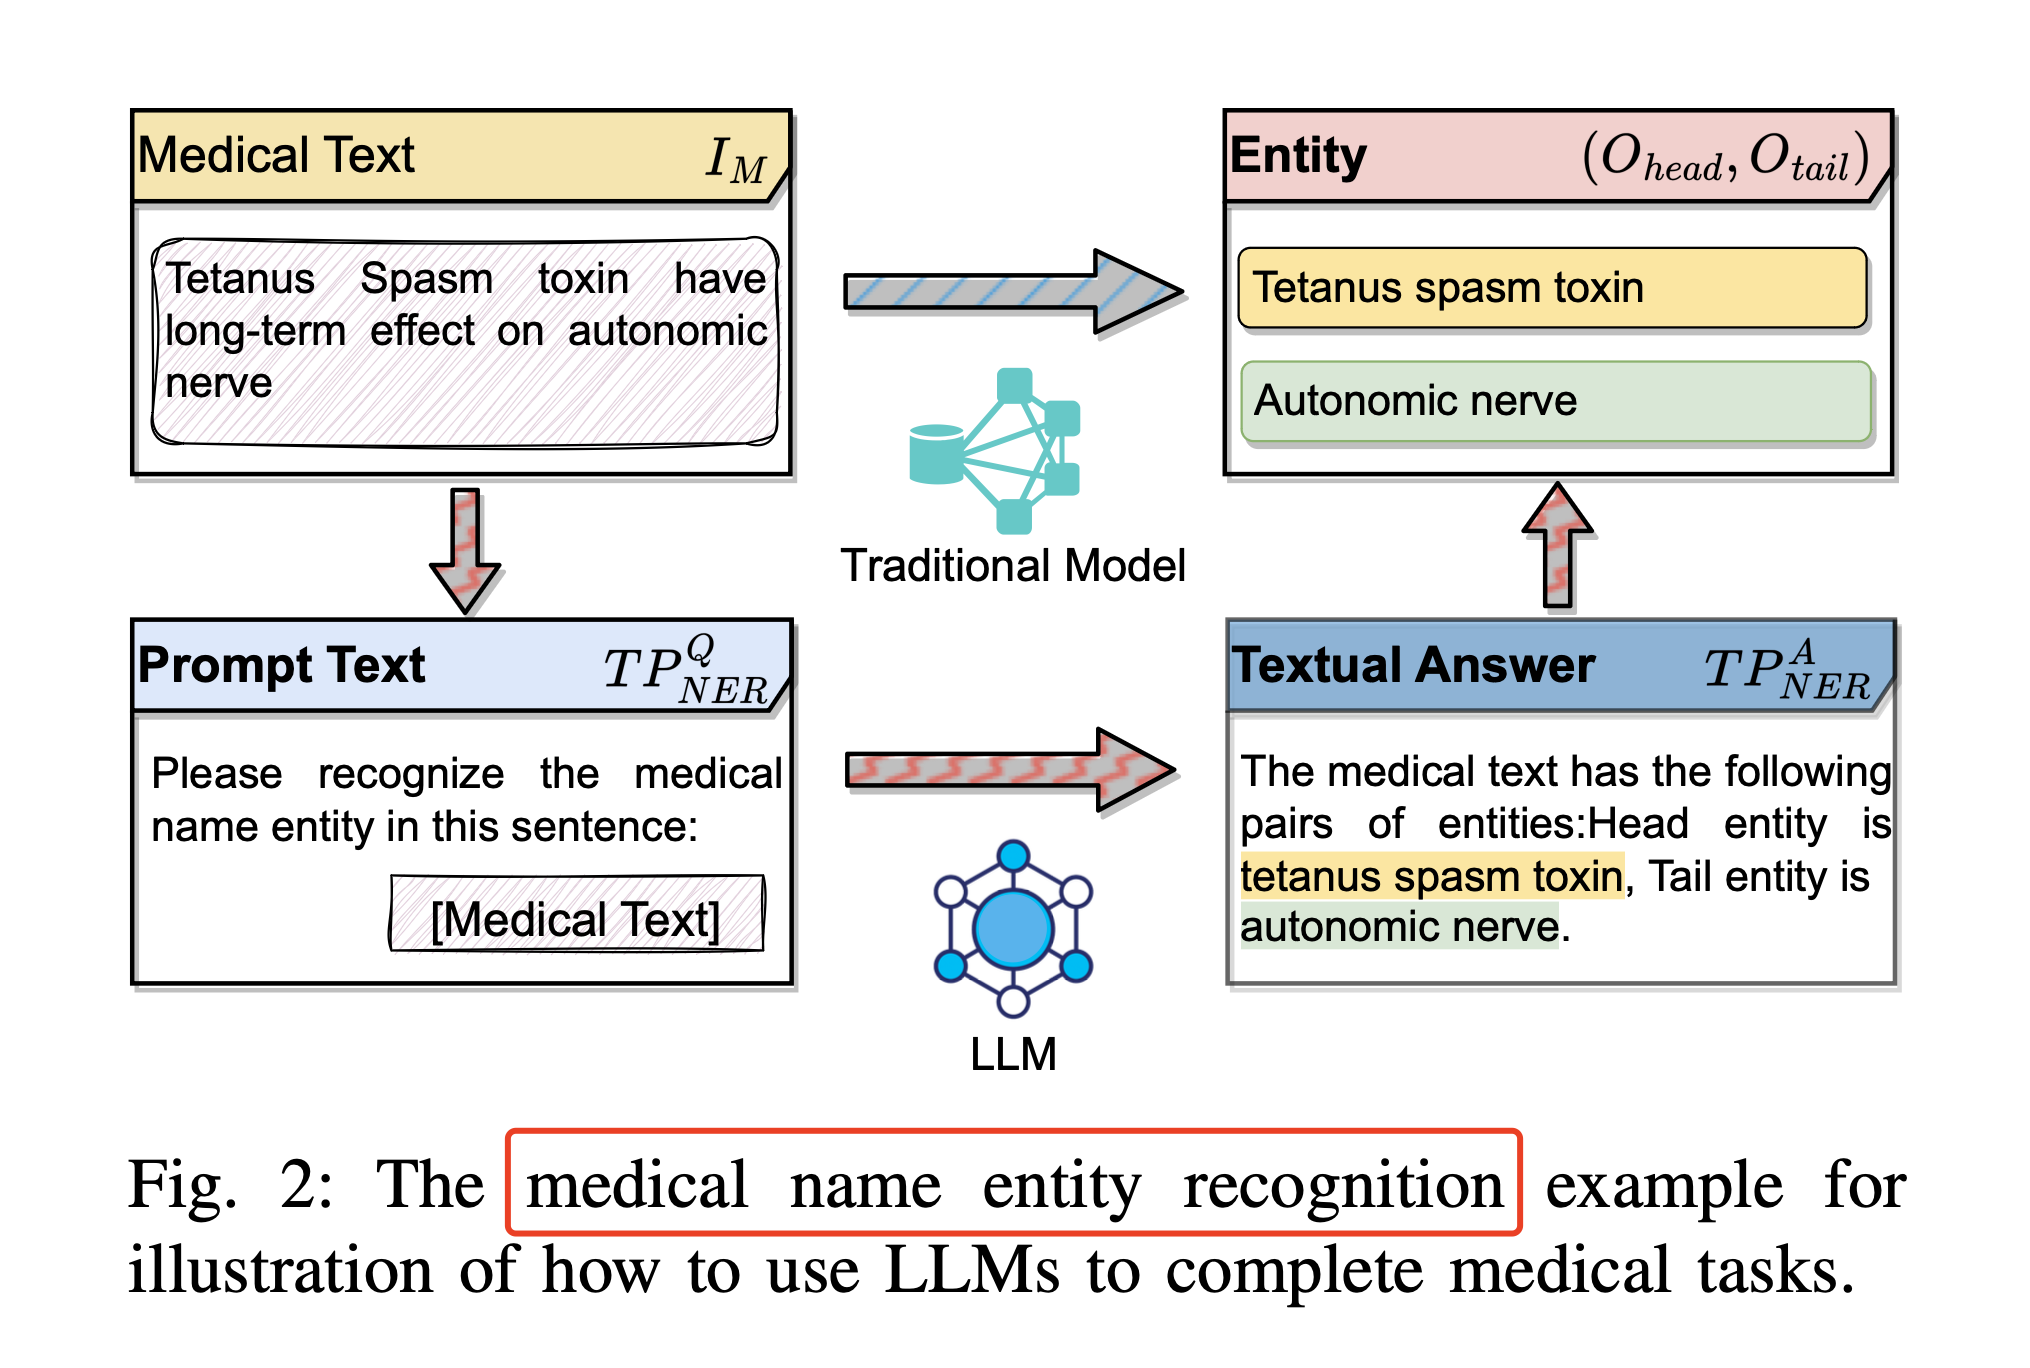 Medical Text I_M
Tetanus Spasm toxin have
long-term effect on autonomic
nerve
Entity (O_{head}, O_{tail})
Tetanus spasm toxin
Autonomic nerve
Traditional Model
Prompt Text TP^Q_{NER}
Please recognize the medical
name entity in this sentence:
[Medical Text]
LLM
Textual Answer TP^A_{NER}
The medical text has the following
pairs of entities:Head entity is
tetanus spasm toxin, Tail entity is
autonomic nerve.
Fig. 2: The medical name entity recognition example for
illustration of how to use LLMs to complete medical tasks.